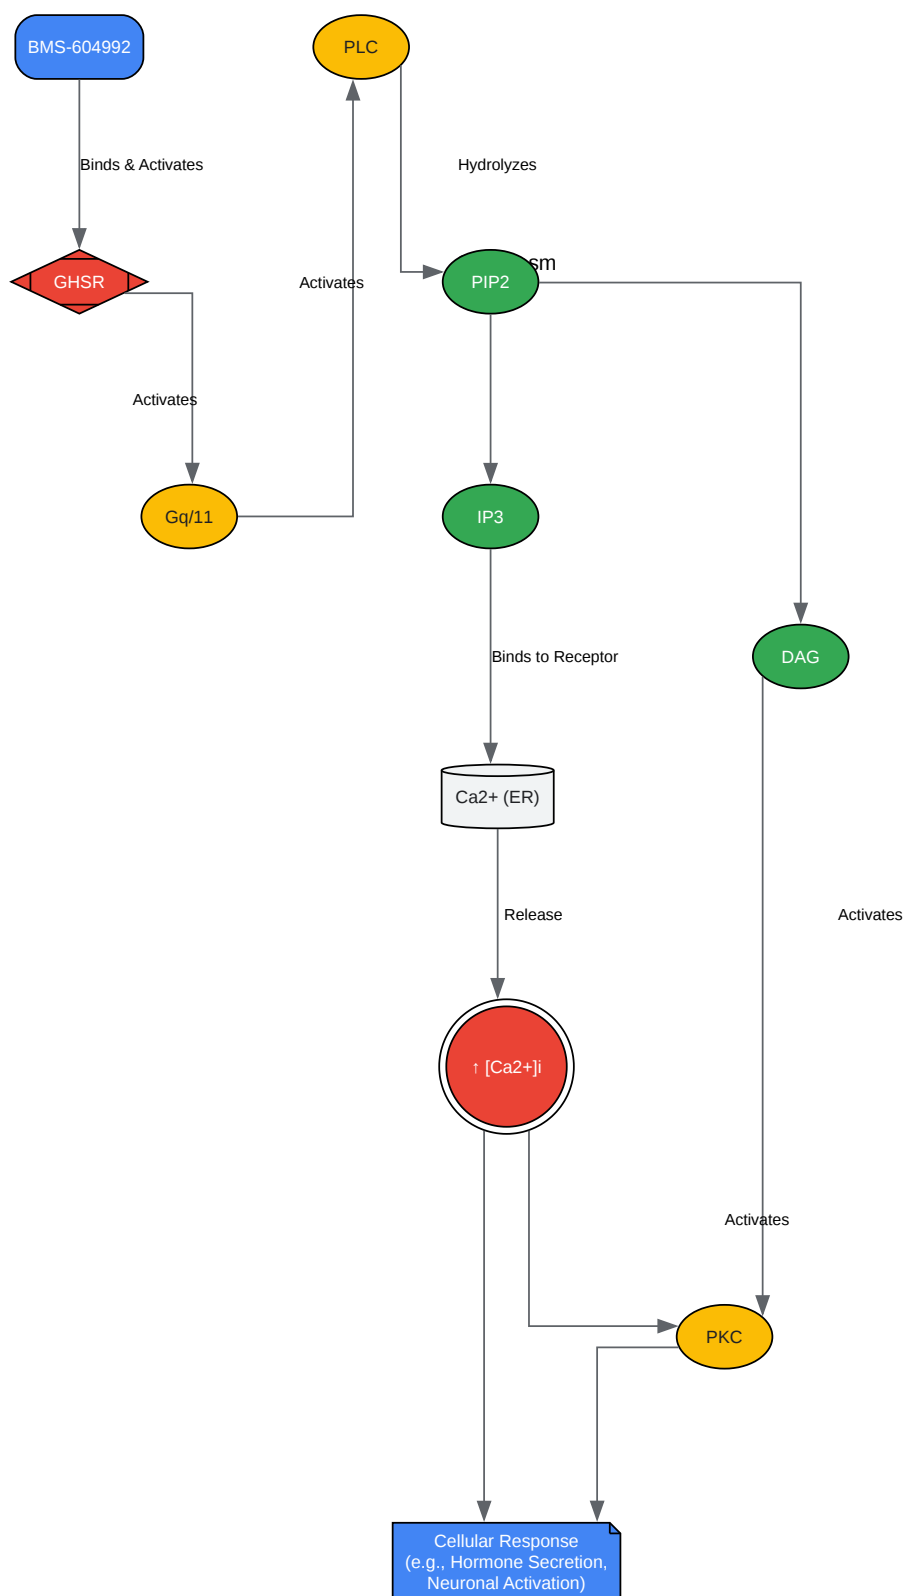 BMS-604992
PLC
Binds & Activates
Hydrolyzes
GHSR
Activates
sm
PIP2
Activates
Gq/11
IP3
Binds to Receptor
DAG
Ca2+ (ER)
Release
Activates
↑ [Ca2+]i
Activates
PKC
Cellular Response
(e.g., Hormone Secretion,
Neuronal Activation)